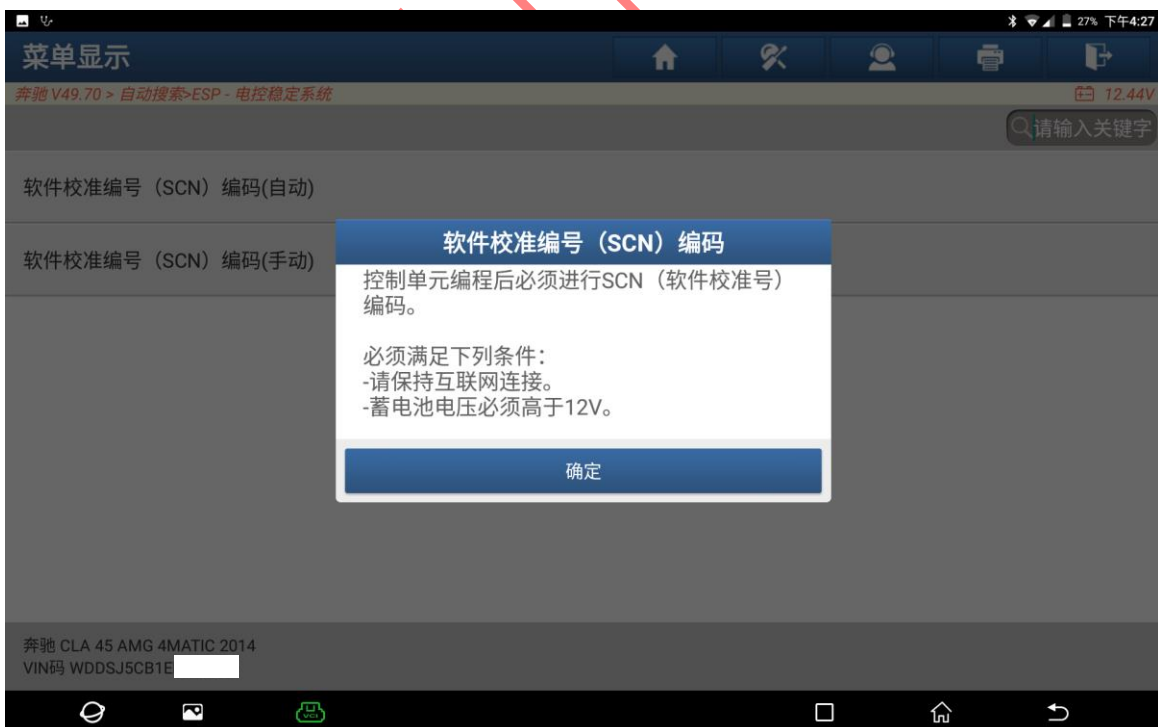 27% 下午4:27
菜单显示
奔驰 V49.70 > 自动搜索>ESP - 电控稳定系统
12.44V
请输入关键字
软件校准编号（SCN）编码(自动)
软件校准编号（SCN）编码(手动)
软件校准编号（SCN）编码
控制单元编程后必须进行SCN（软件校准号）
编码。
必须满足下列条件：
-请保持互联网连接。
-蓄电池电压必须高于12V。
确定
奔驰 CLA 45 AMG 4MATIC 2014
VIN码 WDDSJ5CB1E
VCI